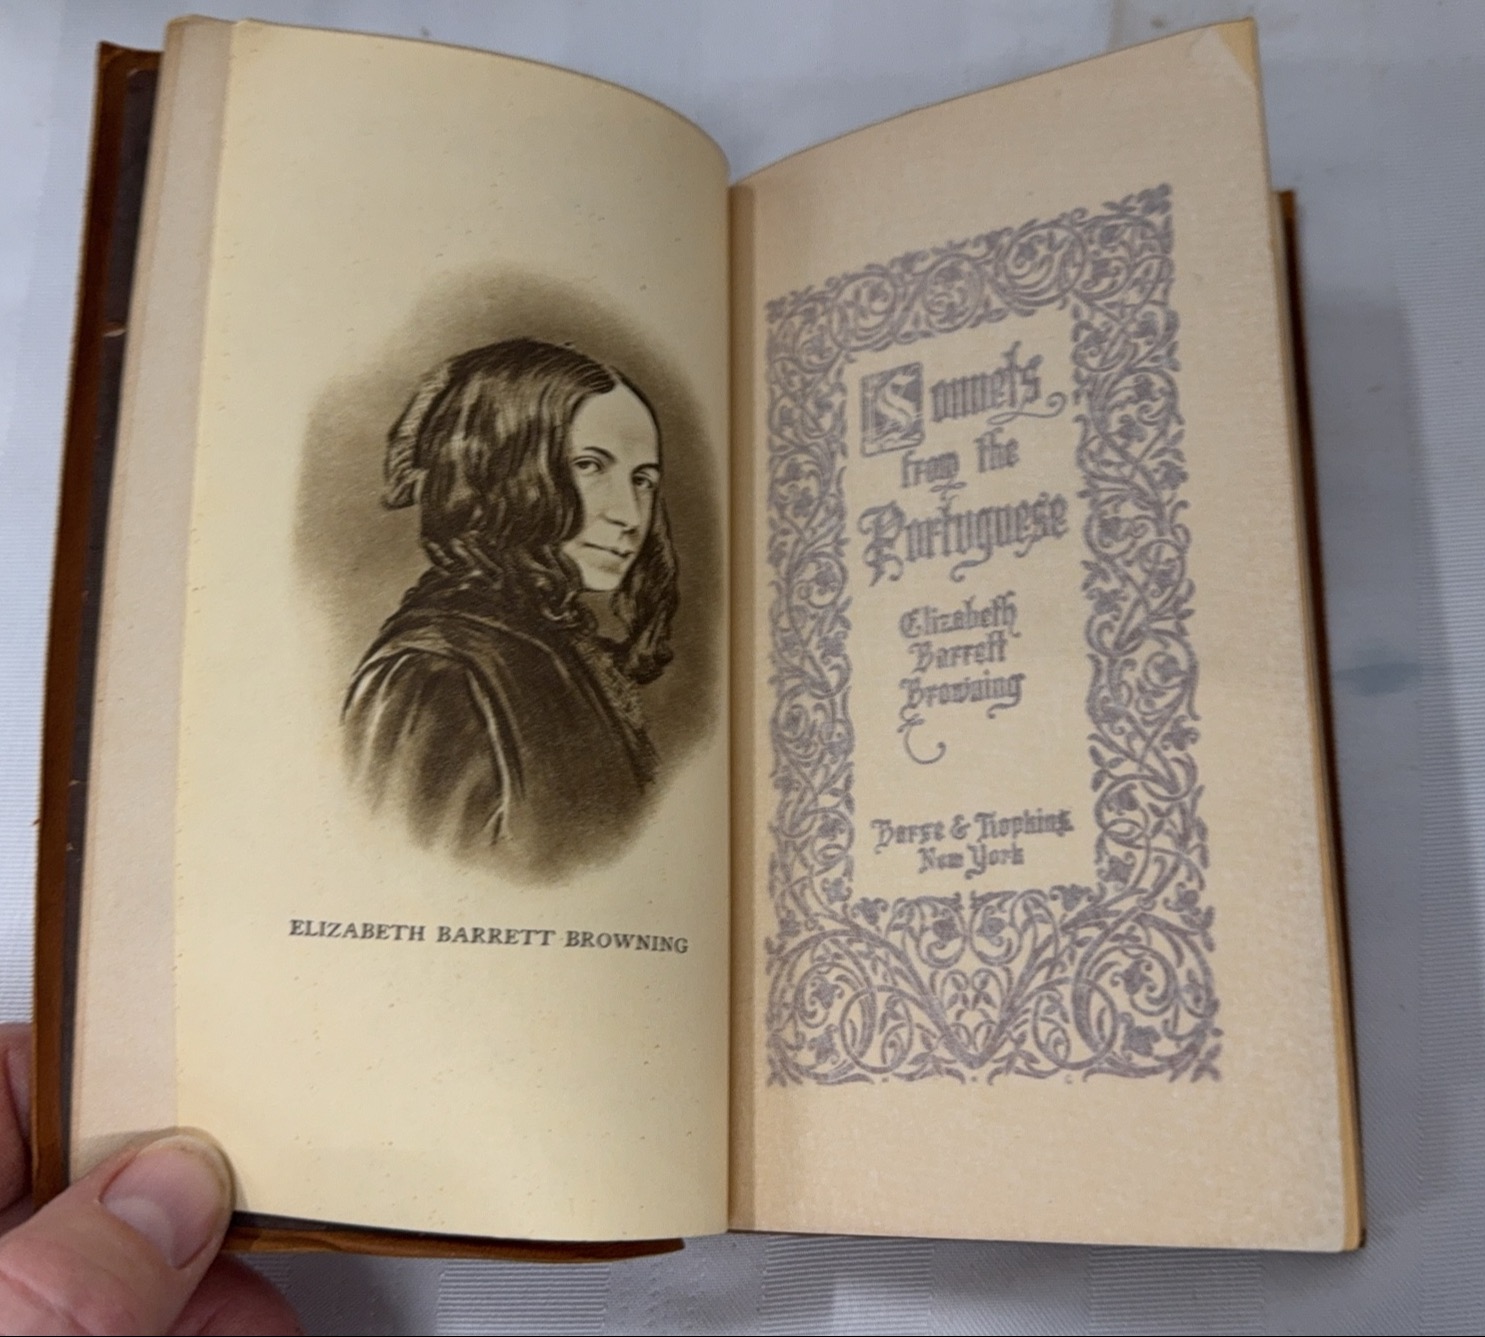 ELIZABETH BARRETT BROWNING
Sonnets
from the
Portuguese
Elizabeth
Barrett
Browning
Barse & Hopkins
New York